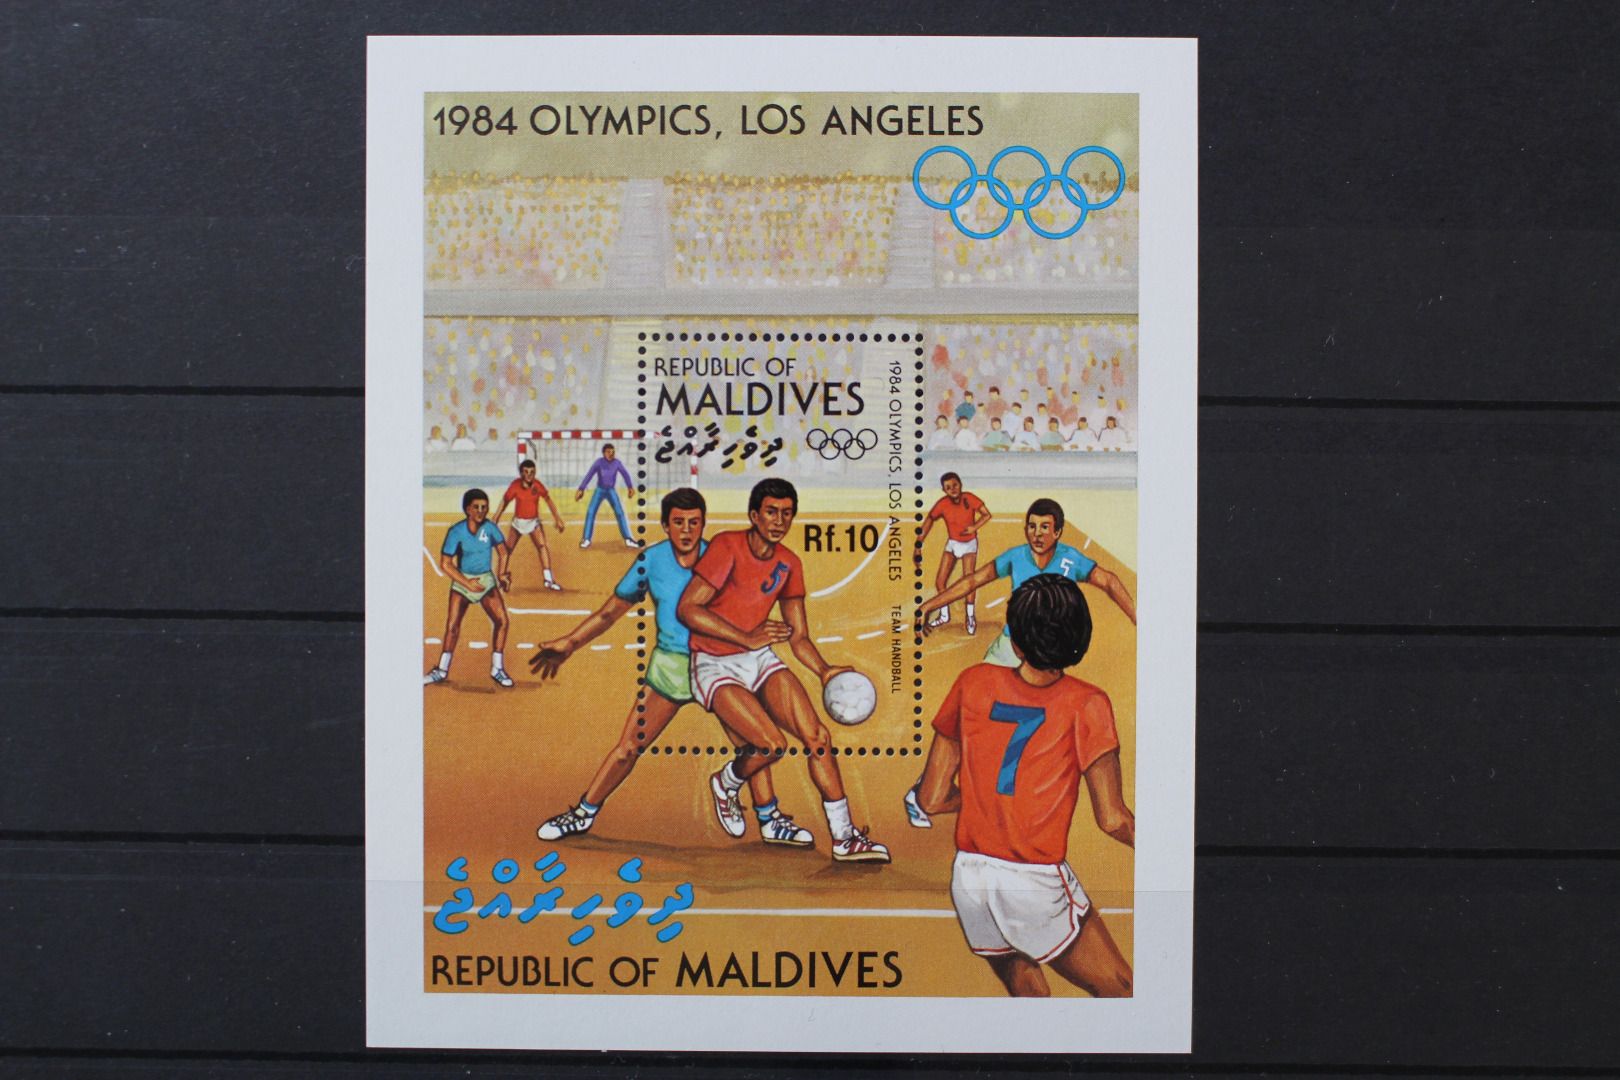 1984 OLYMPICS, LOS ANGELES
REPUBLIC OF
MALDIVES
ދިވެހިރާއްޖެ
1984 OLYMPICS, LOS ANGELES TEAM HANDBALL
Rf.10
4
5
5
7
ދިވެހިރާއްޖެ
REPUBLIC OF MALDIVES